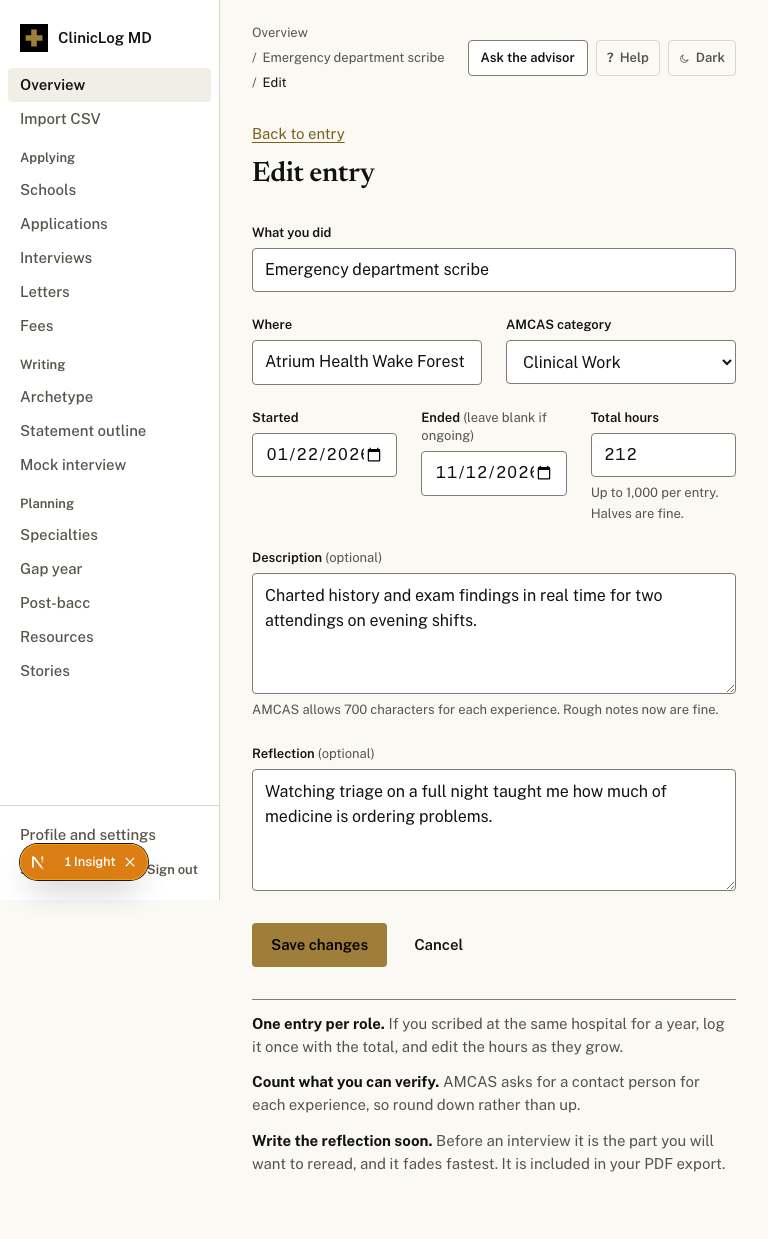 ClinicLog MD
Overview
Import CSV
Applying
Schools
Applications
Interviews
Letters
Fees
Writing
Archetype
Statement outline
Mock interview
Planning
Specialties
Gap year
Post-bacc
Resources
Stories
Profile and settings
1 Insight
Sign out
Overview
/ Emergency department scribe
/ Edit
Ask the advisor
? Help
Dark
Back to entry
Edit entry
What you did
Emergency department scribe
Where
AMCAS category
Atrium Health Wake Forest
Clinical Work
Started
Ended (leave blank if
ongoing)
Total hours
01/22/2026
11/12/2026
212
Up to 1,000 per entry.
Halves are fine.
Description (optional)
Charted history and exam findings in real time for two
attendings on evening shifts.
AMCAS allows 700 characters for each experience. Rough notes now are fine.
Reflection (optional)
Watching triage on a full night taught me how much of
medicine is ordering problems.
Save changes
Cancel
One entry per role. If you scribed at the same hospital for a year, log
it once with the total, and edit the hours as they grow.
Count what you can verify. AMCAS asks for a contact person for
each experience, so round down rather than up.
Write the reflection soon. Before an interview it is the part you will
want to reread, and it fades fastest. It is included in your PDF export.